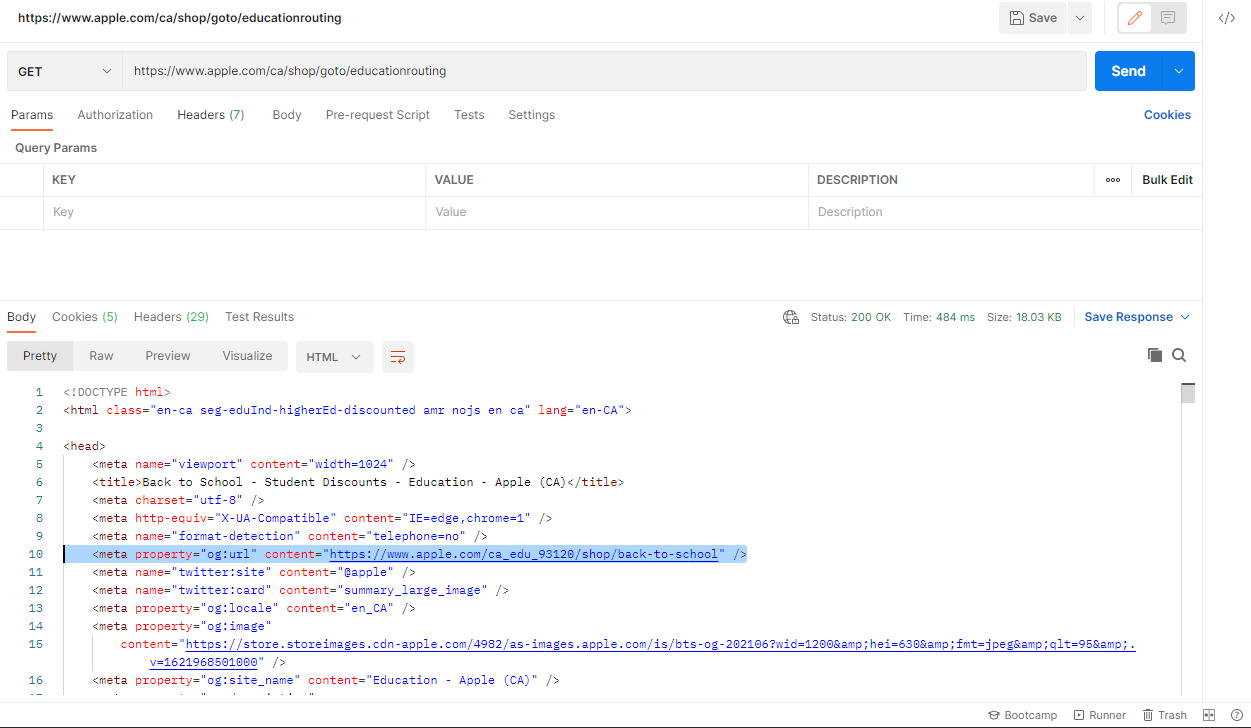 https://www.apple.com/ca/shop/goto/educationrouting
Save
GET
https://www.apple.com/ca/shop/goto/educationrouting
Send
Params Authorization Headers (7) Body Pre-request Script Tests Settings Cookies
Query Params
KEY VALUE DESCRIPTION ooo Bulk Edit
Key Value Description
Body Cookies (5) Headers (29) Test Results Status: 200 OK Time: 484 ms Size: 18.03 KB Save Response
Pretty Raw Preview Visualize HTML
1 <!DOCTYPE html>
2 <html class="en-ca seg-eduInd-higherEd-discounted amr nojs en ca" lang="en-CA">
3
4 <head>
5 <meta name="viewport" content="width=1024" />
6 <title>Back to School - Student Discounts - Education - Apple (CA)</title>
7 <meta charset="utf-8" />
8 <meta http-equiv="X-UA-Compatible" content="IE=edge,chrome=1" />
9 <meta name="format-detection" content="telephone=no" />
10 <meta property="og:url" content="https://www.apple.com/ca_edu_93120/shop/back-to-school" />
11 <meta name="twitter:site" content="@apple" />
12 <meta name="twitter:card" content="summary_large_image" />
13 <meta property="og:locale" content="en_CA" />
14 <meta property="og:image"
15 content="https://store.storeimages.cdn-apple.com/4982/as-images.apple.com/is/bts-og-202106?wid=1200&amp;hei=630&amp;fmt=jpeg&amp;qlt=95&amp;.
v=1621968501000" />
16 <meta property="og:site_name" content="Education - Apple (CA)" />
Bootcamp Runner Trash